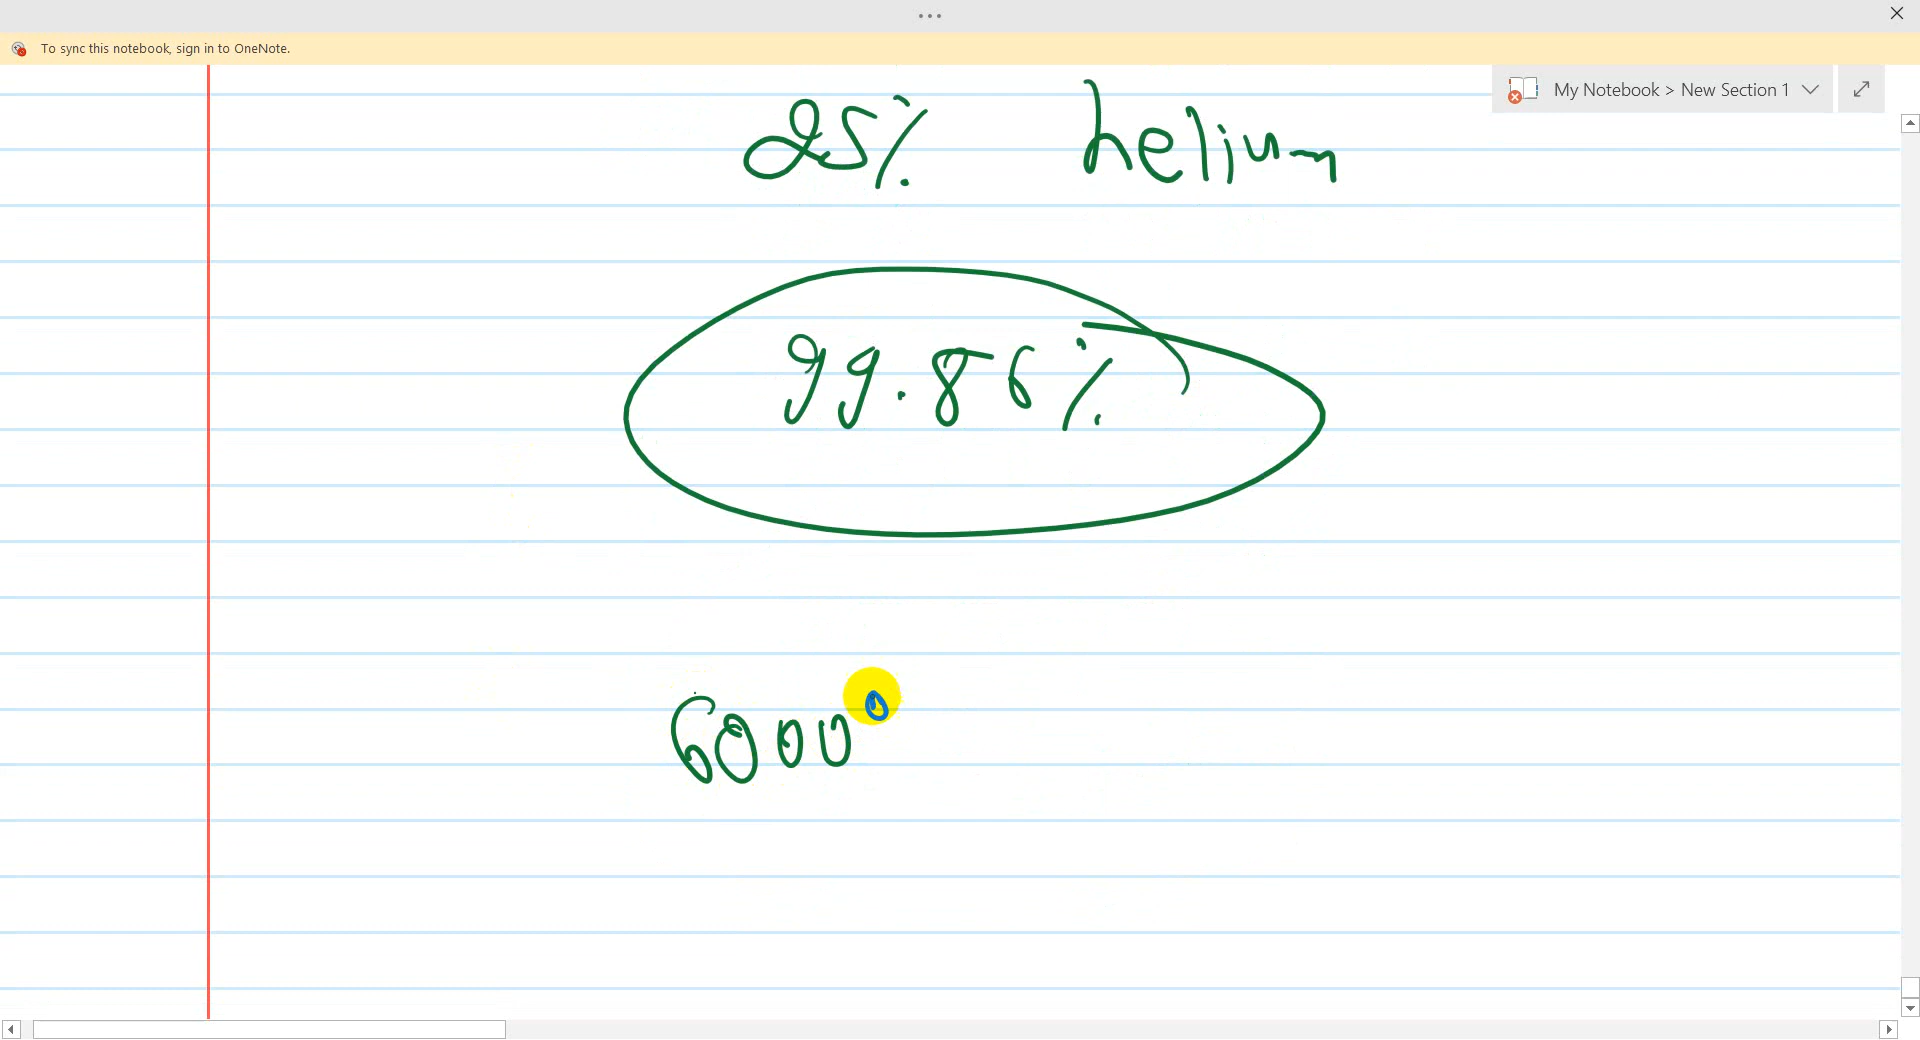 To sync this notebook, sign in to OneNote.
My Notebook > New Section 1
25% helium
99.86%
6000°